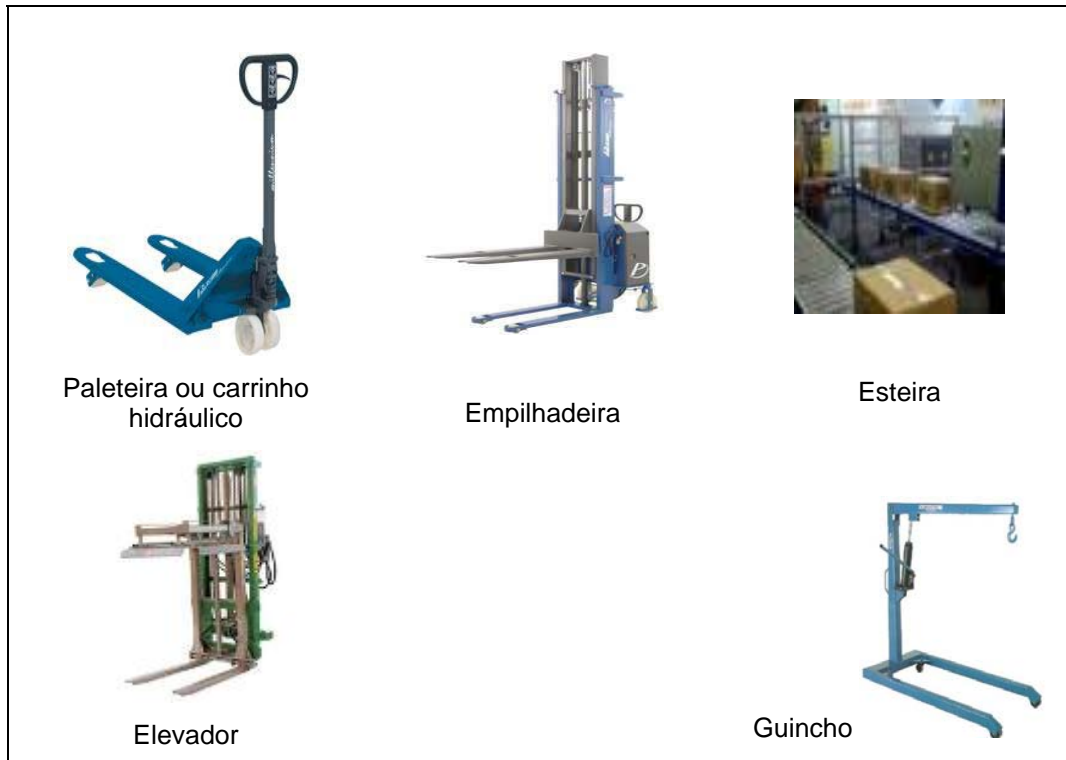 Paleteira ou carrinho
hidráulico
Empilhadeira
Esteira
Elevador
Guincho